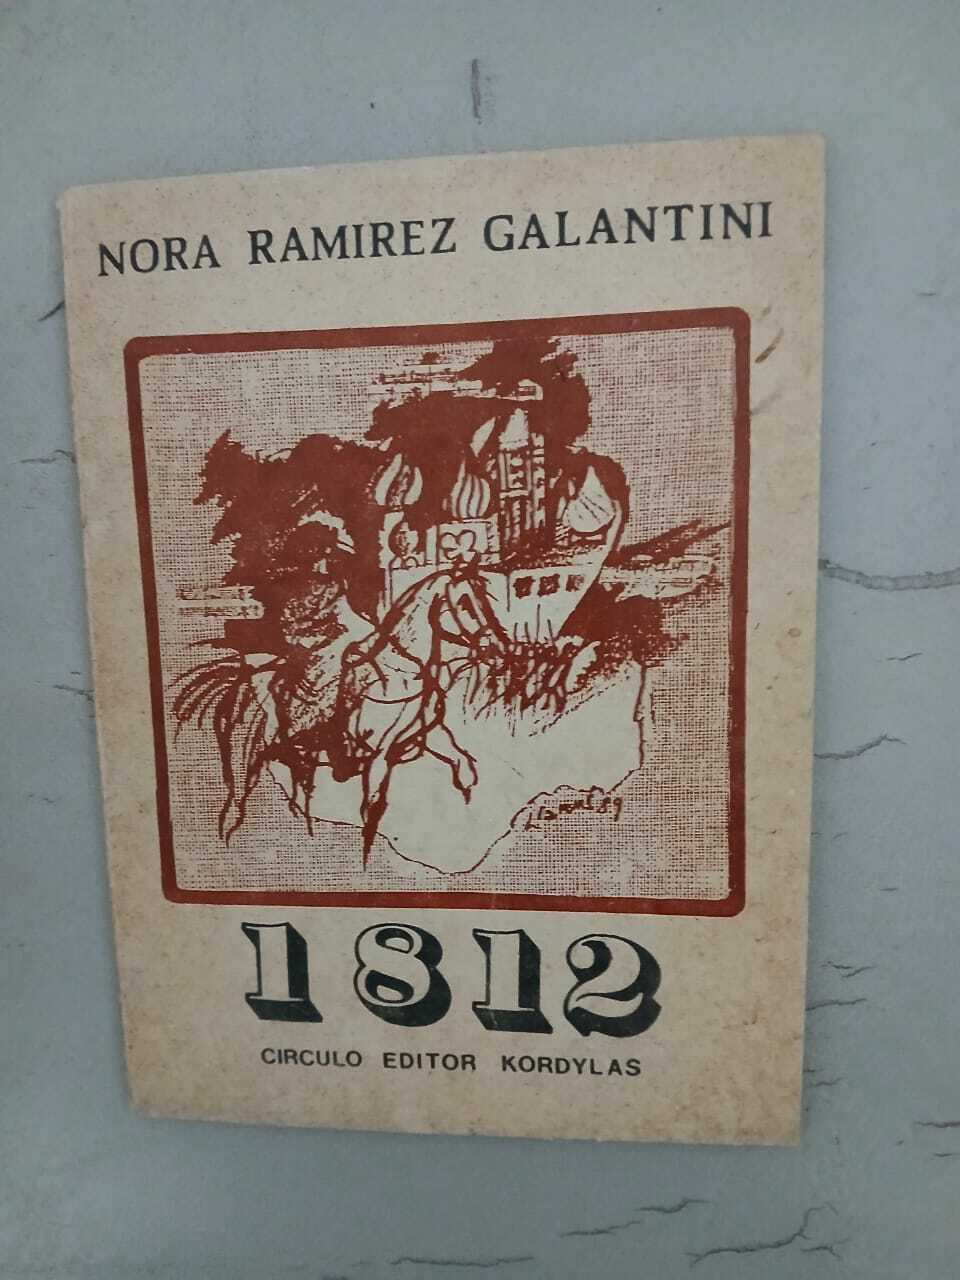 NORA RAMIREZ GALANTINI
1812
CIRCULO EDITOR KORDYLAS